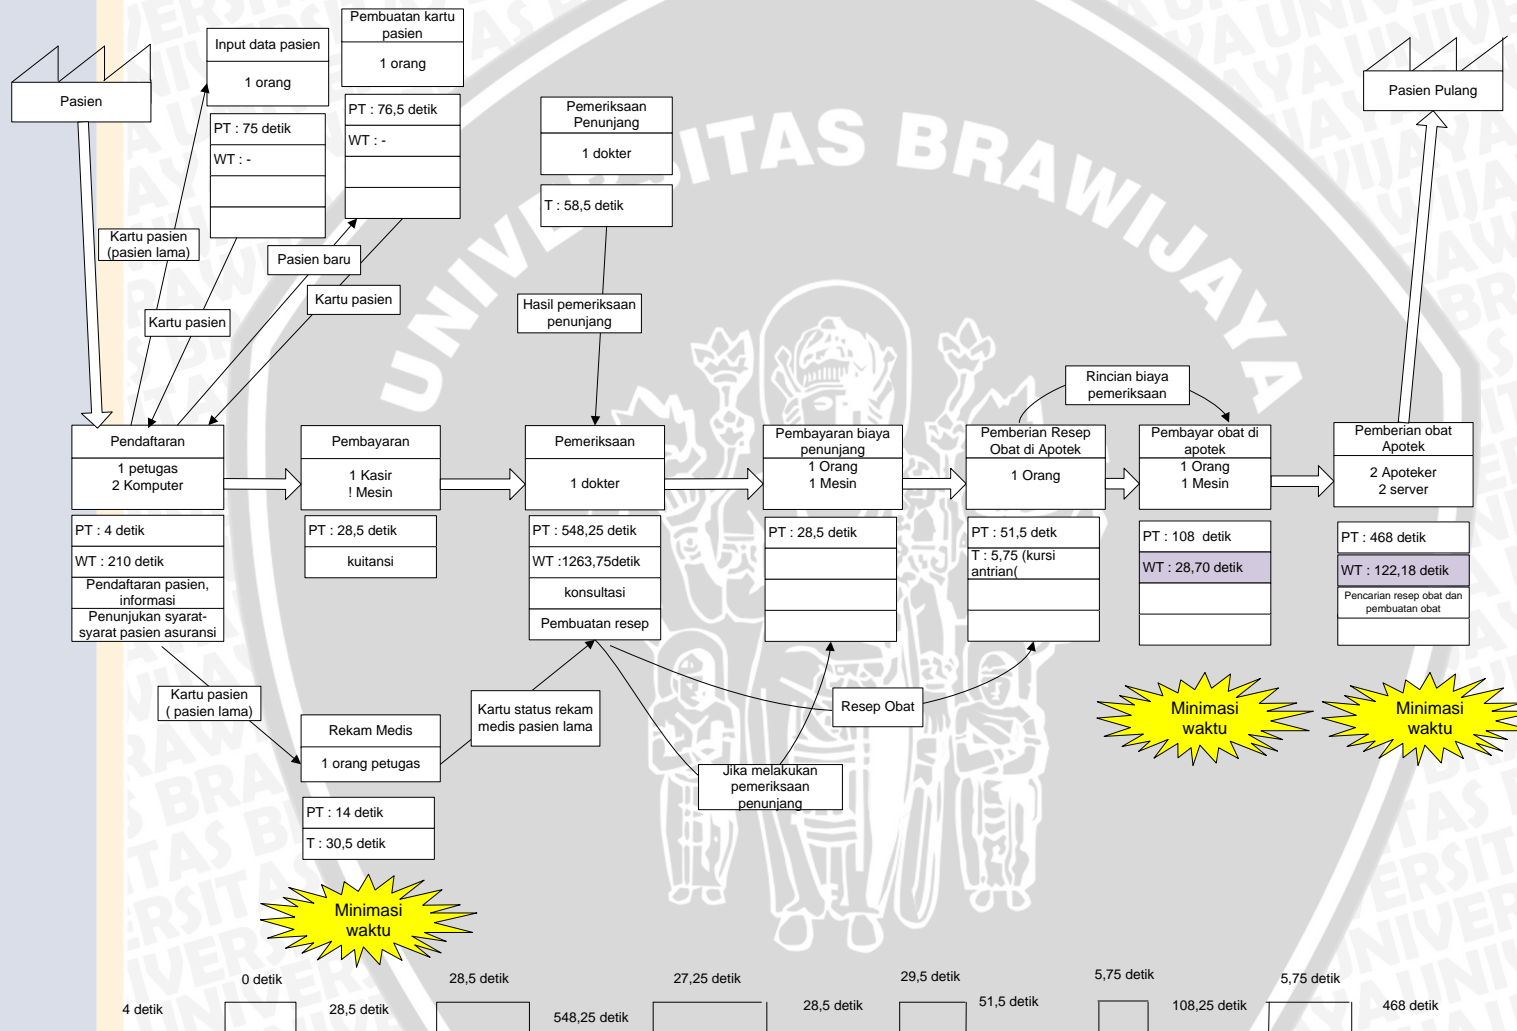 Pasien
Input data pasien
1 orang
PT : 75 detik
WT : -
Pembuatan kartu
pasien
1 orang
PT : 76,5 detik
WT : -
Pemeriksaan
Penunjang
1 dokter
T : 58,5 detik
Pasien Pulang
Kartu pasien
(pasien lama)
Pasien baru
Kartu pasien
Kartu pasien
Hasil pemeriksaan
penunjang
Rincian biaya
pemeriksaan
UNIVERSITAS BRAWIJAYA
Pendaftaran
1 petugas
2 Komputer
PT : 4 detik
WT : 210 detik
Pendaftaran pasien,
informasi
Penunjukan syarat-
syarat pasien asuransi
Pembayaran
1 Kasir
! Mesin
PT : 28,5 detik
kuitansi
Pemeriksaan
1 dokter
PT : 548,25 detik
WT :1263,75detik
konsultasi
Pembuatan resep
Pembayaran biaya
penunjang
1 Orang
1 Mesin
PT : 28,5 detik
Pemberian Resep
Obat di Apotek
1 Orang
PT : 51,5 detk
T : 5,75 (kursi
antrian(
Pembayar obat di
apotek
1 Orang
1 Mesin
PT : 108 detik
WT : 28,70 detik
Pemberian obat
Apotek
2 Apoteker
2 server
PT : 468 detik
WT : 122,18 detik
Pencarian resep obat dan
pembuatan obat
Kartu pasien
( pasien lama)
Rekam Medis
1 orang petugas
PT : 14 detik
T : 30,5 detik
Kartu status rekam
medis pasien lama
Resep Obat
Jika melakukan
pemeriksaan
penunjang
Minimasi
waktu
Minimasi
waktu
Minimasi
waktu
0 detik
28,5 detik
27,25 detik
29,5 detik
5,75 detik
5,75 detik
4 detik
28,5 detik
548,25 detik
28,5 detik
51,5 detik
108,25 detik
468 detik